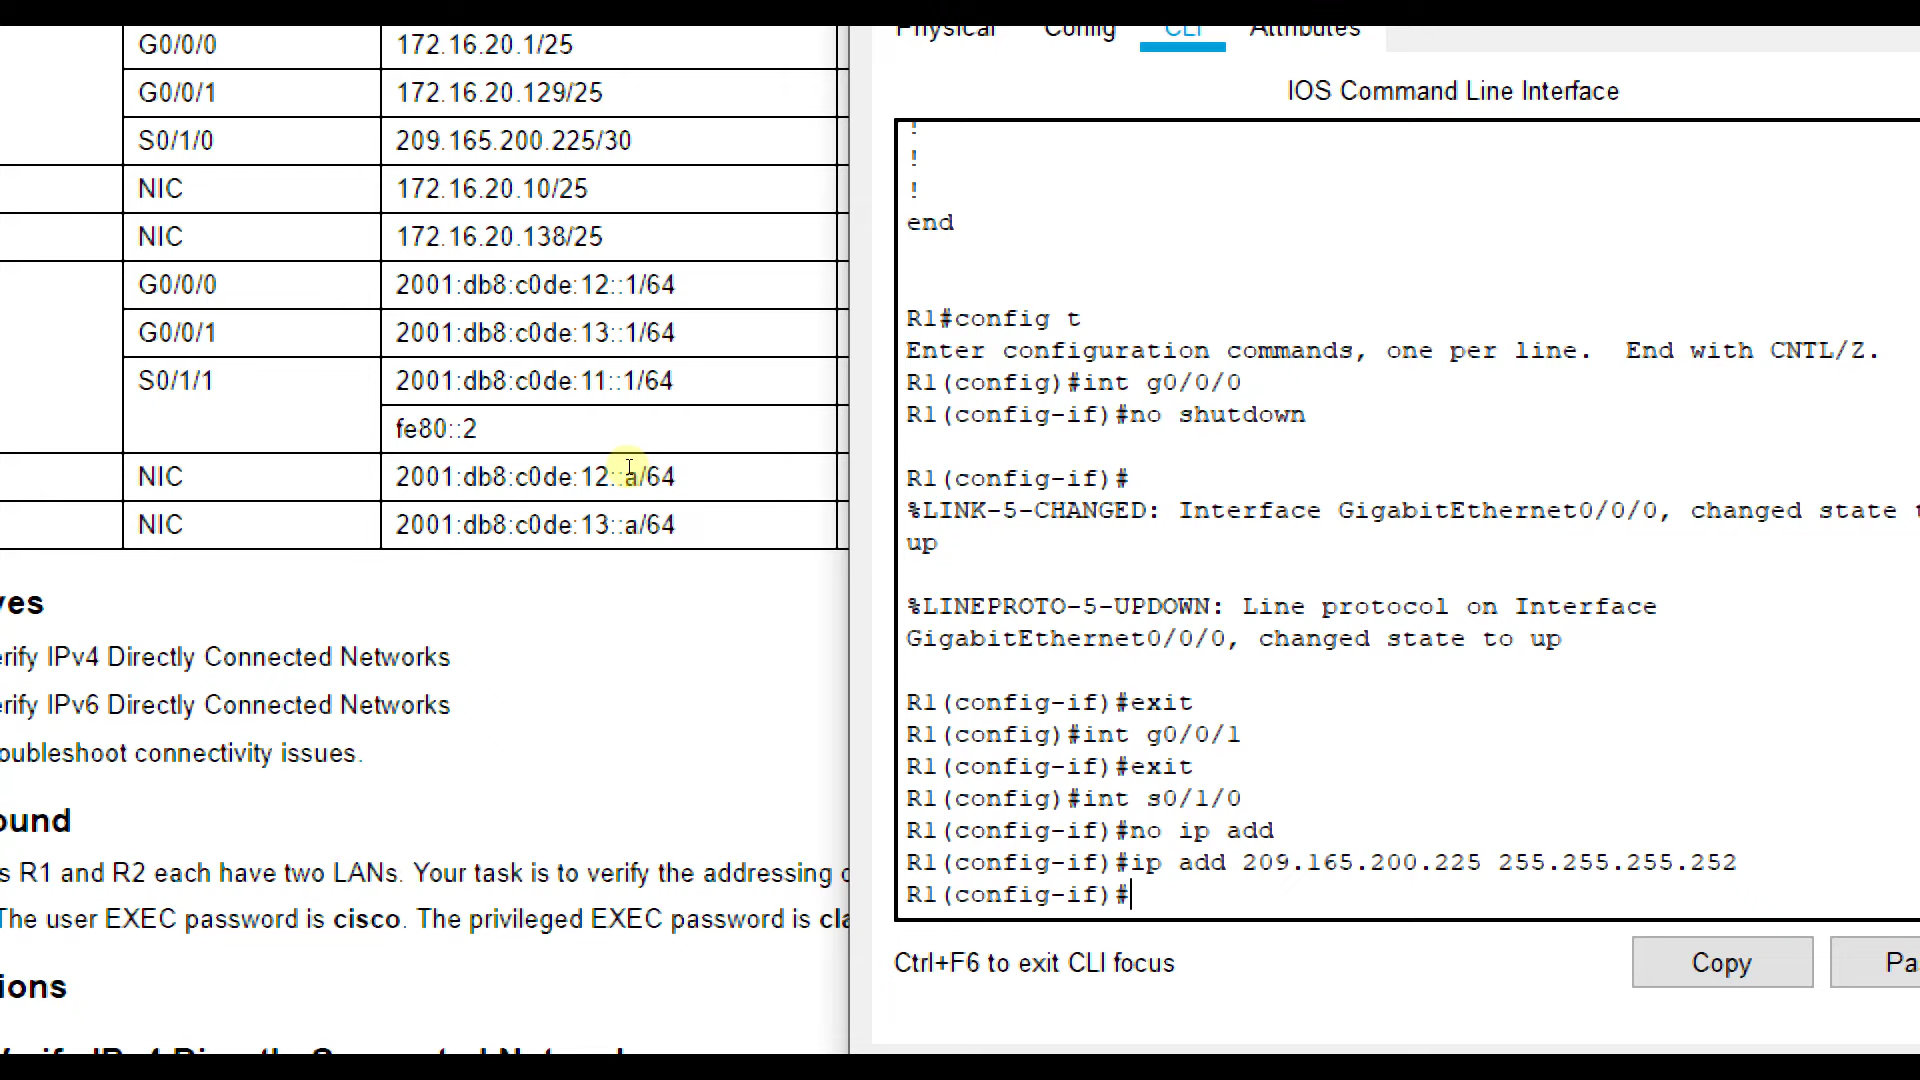 G0/0/0 172.16.20.1/25
G0/0/1 172.16.20.129/25
S0/1/0 209.165.200.225/30
NIC 172.16.20.10/25
NIC 172.16.20.138/25
G0/0/0 2001:db8:c0de:12::1/64
G0/0/1 2001:db8:c0de:13::1/64
S0/1/1 2001:db8:c0de:11::1/64
fe80::2
NIC 2001:db8:c0de:12::a/64
NIC 2001:db8:c0de:13::a/64
ves
erify IPv4 Directly Connected Networks
erify IPv6 Directly Connected Networks
oubleshoot connectivity issues.
ound
s R1 and R2 each have two LANs. Your task is to verify the addressing
The user EXEC password is cisco. The privileged EXEC password is cla
ions
Verify IPv4 Directly Connected Networks
Physical Config CLI Attributes
IOS Command Line Interface
!
!
!
end
R1#config t
Enter configuration commands, one per line. End with CNTL/Z.
R1(config)#int g0/0/0
R1(config-if)#no shutdown
R1(config-if)#
%LINK-5-CHANGED: Interface GigabitEthernet0/0/0, changed state t
up
%LINEPROTO-5-UPDOWN: Line protocol on Interface
GigabitEthernet0/0/0, changed state to up
R1(config-if)#exit
R1(config)#int g0/0/1
R1(config-if)#exit
R1(config)#int s0/1/0
R1(config-if)#no ip add
R1(config-if)#ip add 209.165.200.225 255.255.255.252
R1(config-if)#
Ctrl+F6 to exit CLI focus
Copy
Pa